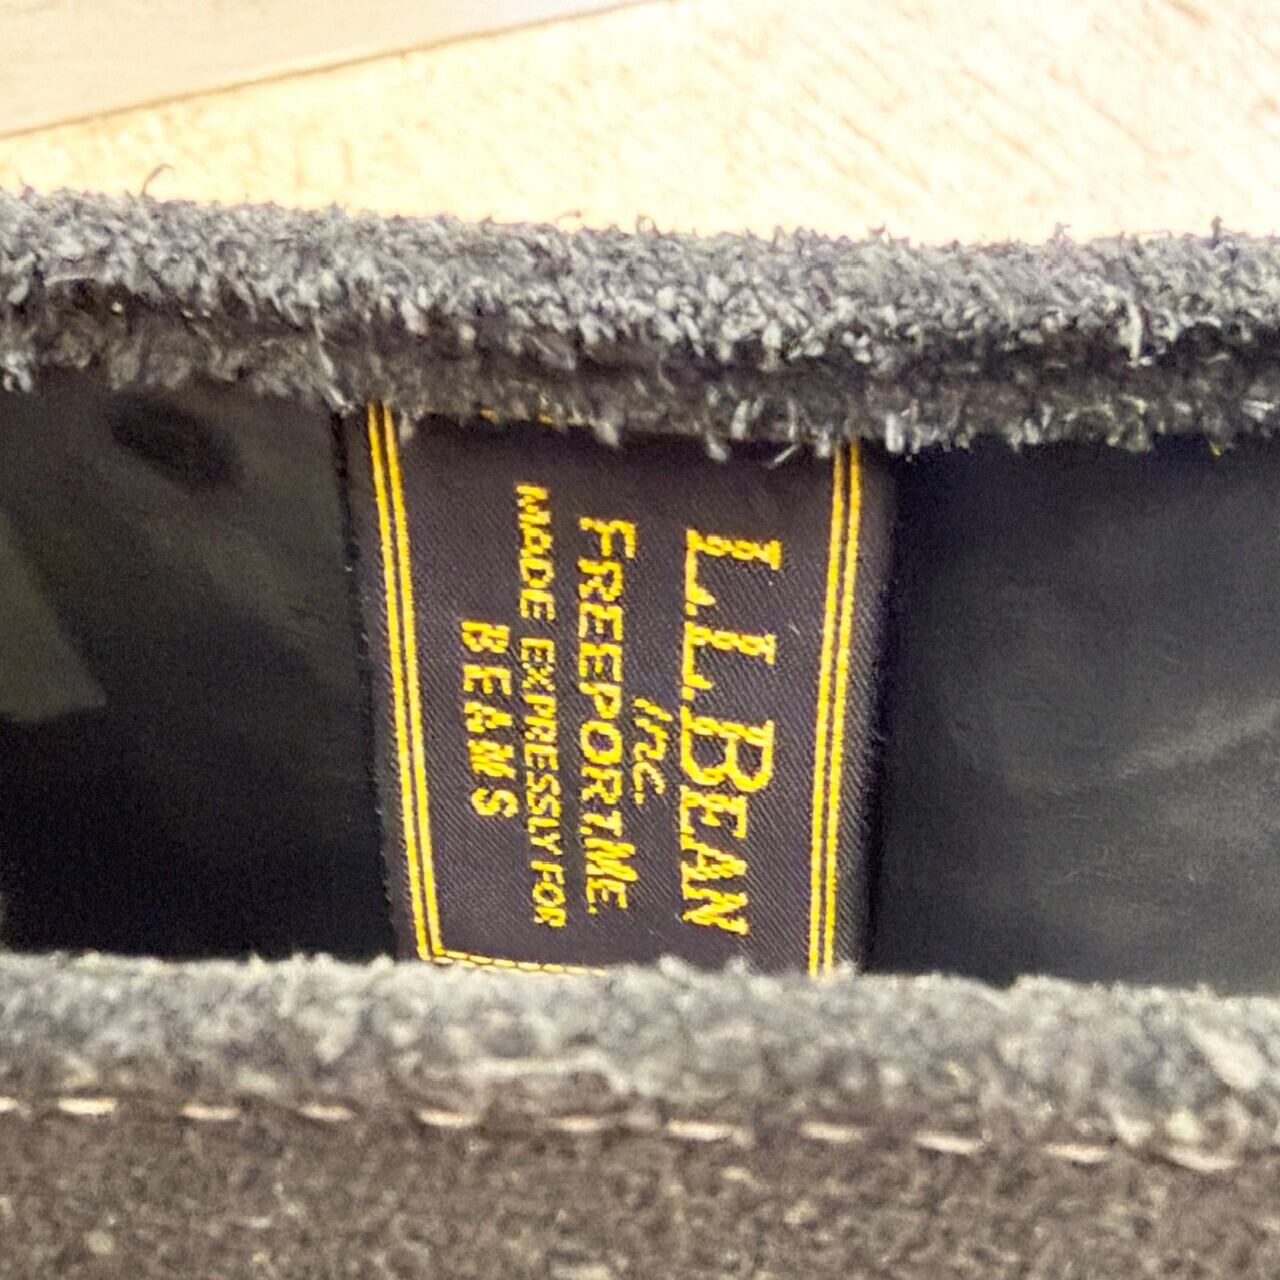 L.L.BEAN
Inc.
FREEPORT.ME.
MADE EXPRESSLY FOR
BEAMS